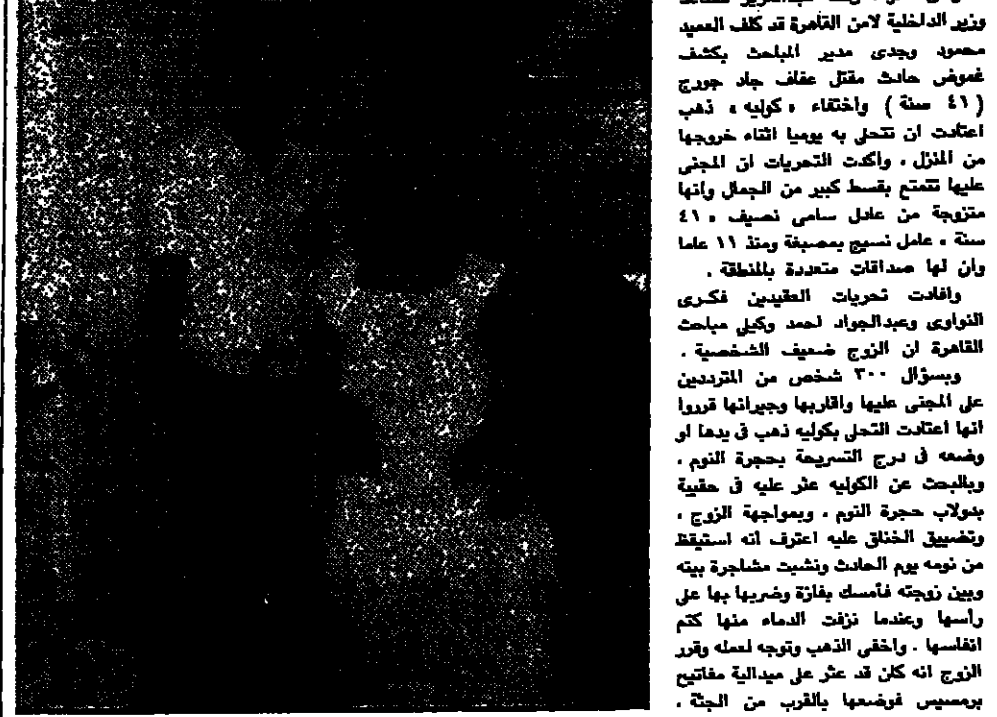 وزير الداخلية لامن القاهرة قد كلف العميد
محمود وجدى مدير المباحث بكشف
غموض حادث مقتل عفاف جاد جورج
( ٤١ سنة ) واختفاء « كوليه » ذهب
اعتادت ان تتحلى به يوميا اثناء خروجها
من المنزل ، واكدت التحريات ان المجنى
عليها تتمتع بقسط كبير من الجمال وانها
متزوجة من عادل سامى نصيف « ٤١
سنة » عامل نسيج بمصبغة ومنذ ١١ عاما
وان لها صداقات متعددة بالمنطقة .
وافادت تحريات العقيدين فكرى
النواوى وعبدالجواد احمد وكيلى مباحث
القاهرة ان الزوج ضعيف الشخصية .
وبسؤال ٣٠٠ شخص من المترددين
على المجنى عليها واقاربها وجيرانها قرروا
انها اعتادت التحلى بكوليه ذهب فى يدها او
وضعه فى درج التسريحة بحجرة النوم .
وبالبحث عن الكوليه عثر عليه فى حقيبة
بدولاب حجرة النوم . وبمواجهة الزوج ،
وتضييق الخناق عليه اعترف انه استيقظ
من نومه يوم الحادث ونشبت مشاجرة بينه
وبين زوجته فأمسك بفازة وضربها بها على
رأسها وعندما نزفت الدماء منها كتم
انفاسها . واخفى الذهب وتوجه لعمله وقرر
الزوج انه كان قد عثر على ميدالية مفاتيح
برمسيس فوضعها بالقرب من الجثة .